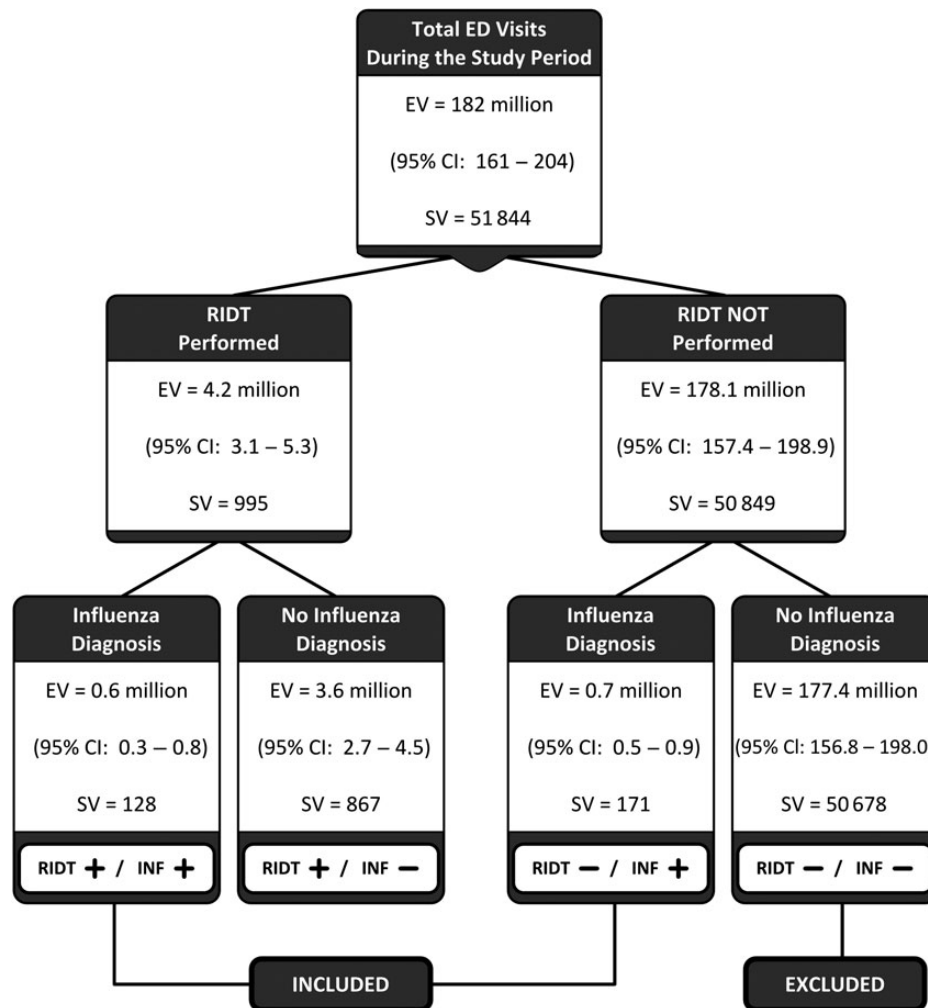 Total ED Visits
During the Study Period
EV = 182 million
(95% CI: 161 – 204)
SV = 51 844
RIDT
Performed
EV = 4.2 million
(95% CI: 3.1 – 5.3)
SV = 995
RIDT NOT
Performed
EV = 178.1 million
(95% CI: 157.4 – 198.9)
SV = 50 849
Influenza
Diagnosis
EV = 0.6 million
(95% CI: 0.3 – 0.8)
SV = 128
RIDT + / INF +
No Influenza
Diagnosis
EV = 3.6 million
(95% CI: 2.7 – 4.5)
SV = 867
RIDT + / INF −
Influenza
Diagnosis
EV = 0.7 million
(95% CI: 0.5 – 0.9)
SV = 171
RIDT − / INF +
No Influenza
Diagnosis
EV = 177.4 million
(95% CI: 156.8 – 198.0
SV = 50 678
RIDT − / INF −
INCLUDED
EXCLUDED